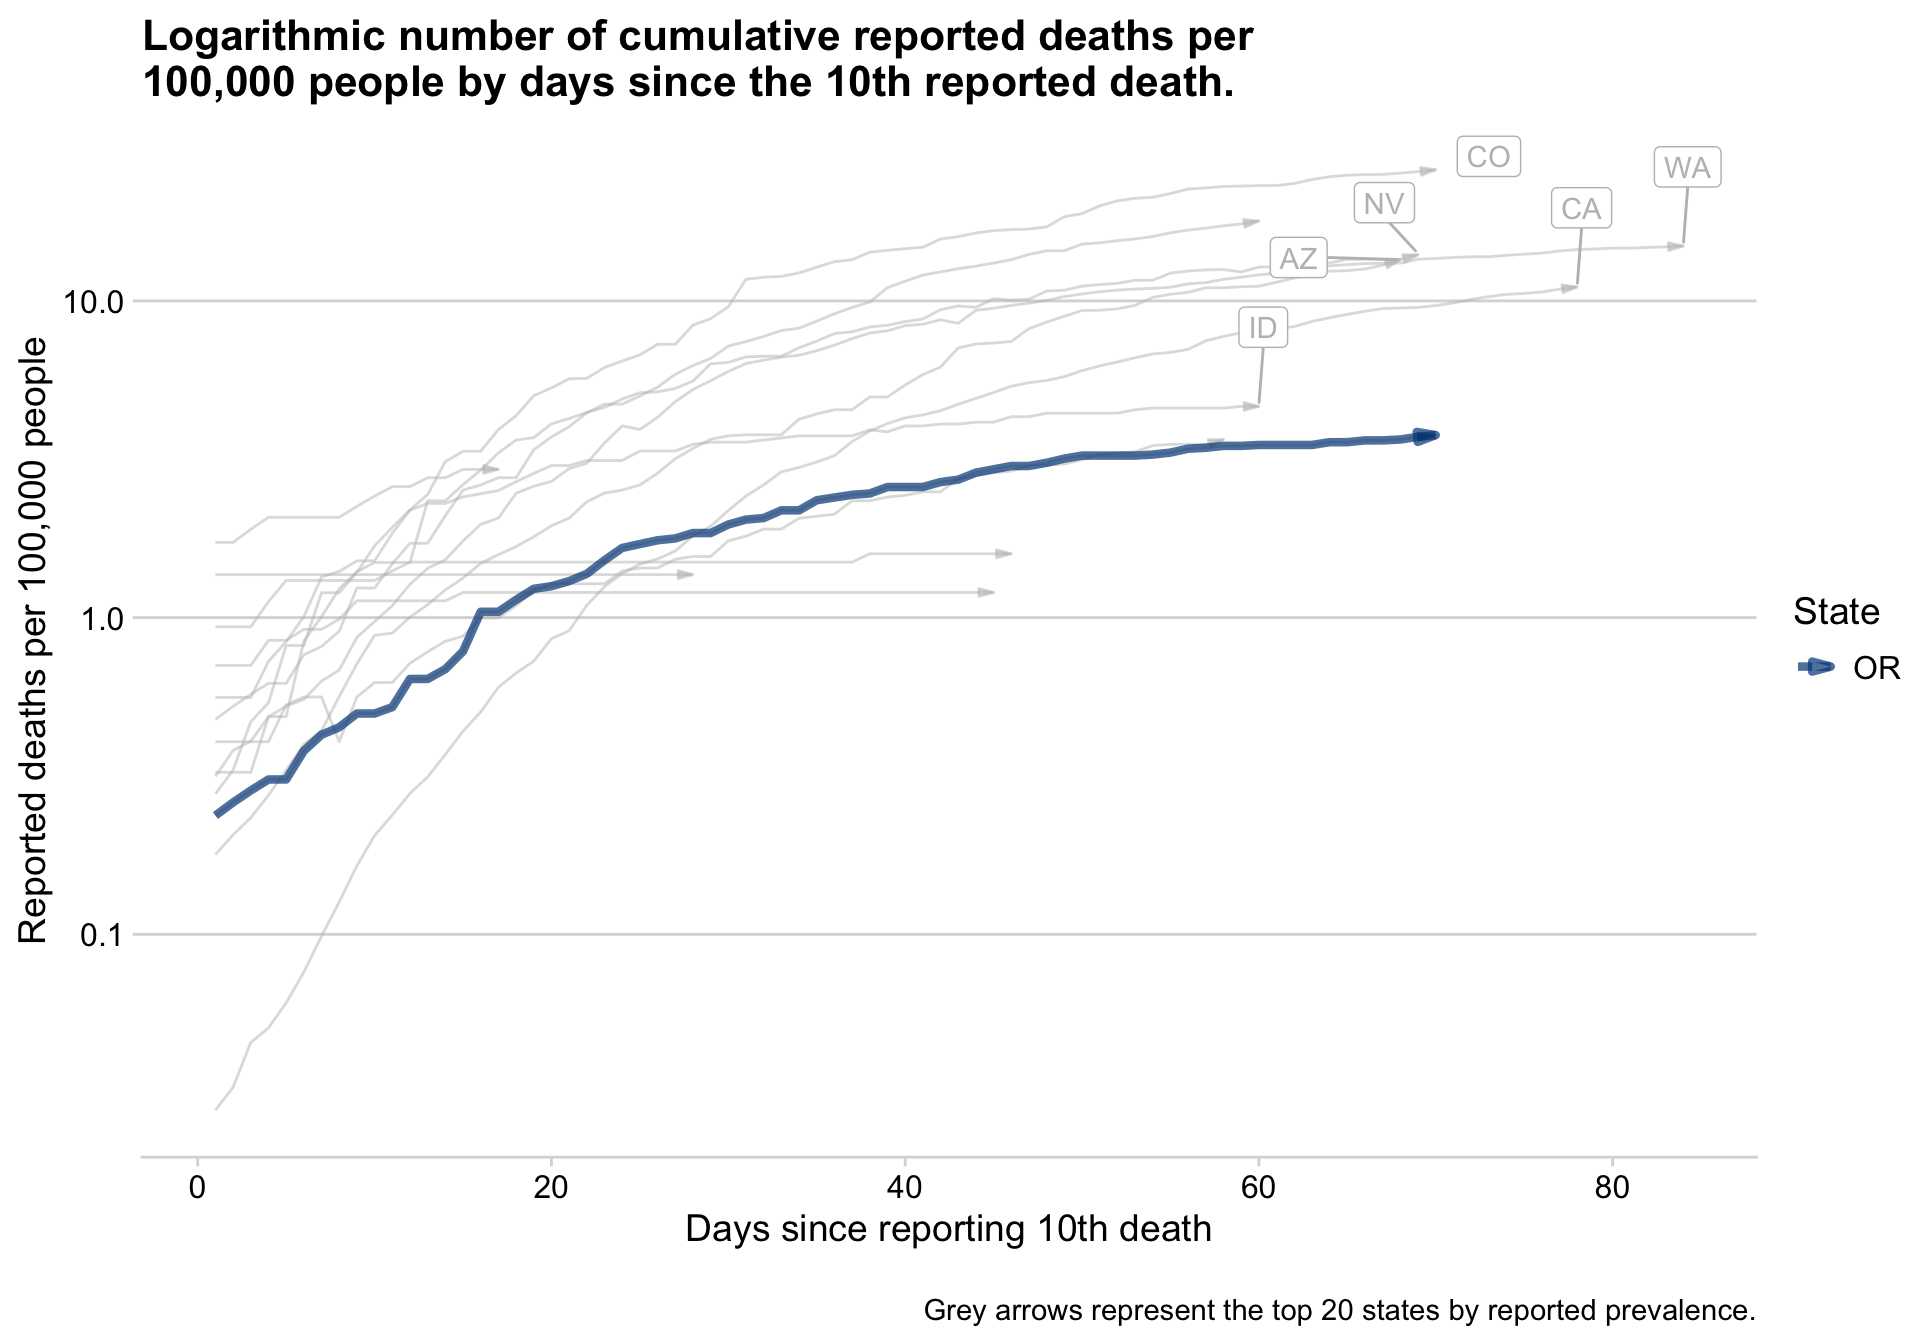 Logarithmic number of cumulative reported deaths per
100,000 people by days since the 10th reported death.
CO
WA
NV
CA
AZ
ID
10.0
1.0
0.1
Reported deaths per 100,000 people
State
OR
0
20
40
60
80
Days since reporting 10th death
Grey arrows represent the top 20 states by reported prevalence.